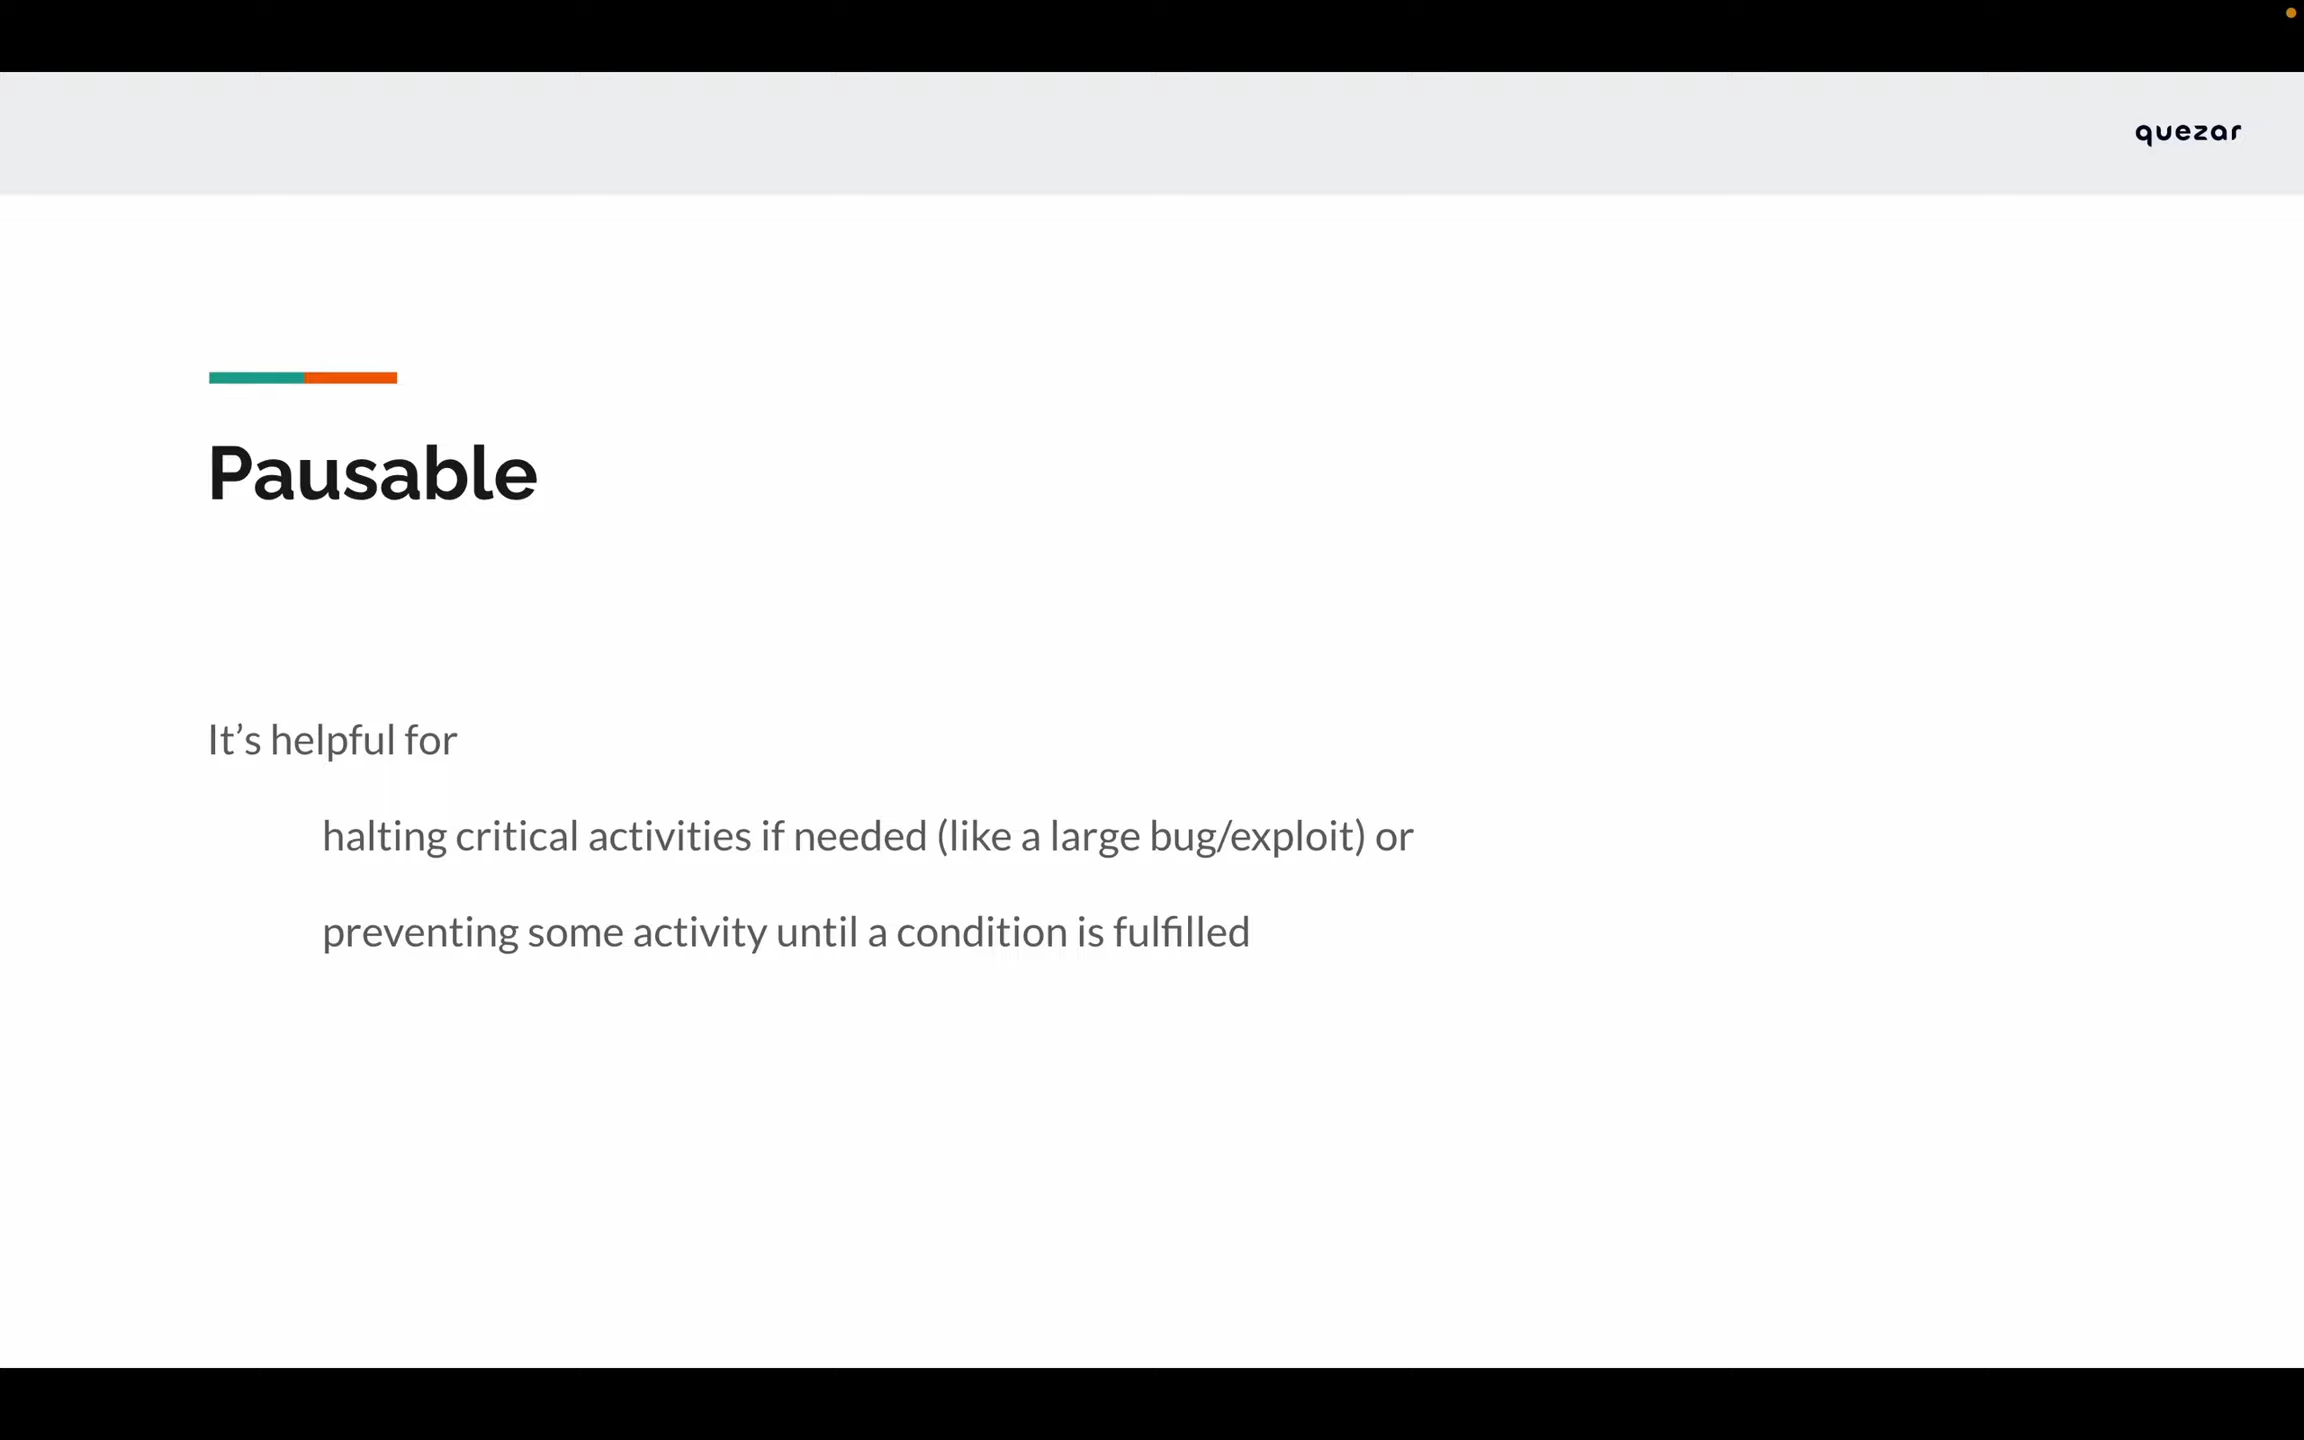 quezar
Pausable
It’s helpful for
halting critical activities if needed (like a large bug/exploit) or
preventing some activity until a condition is fulfilled